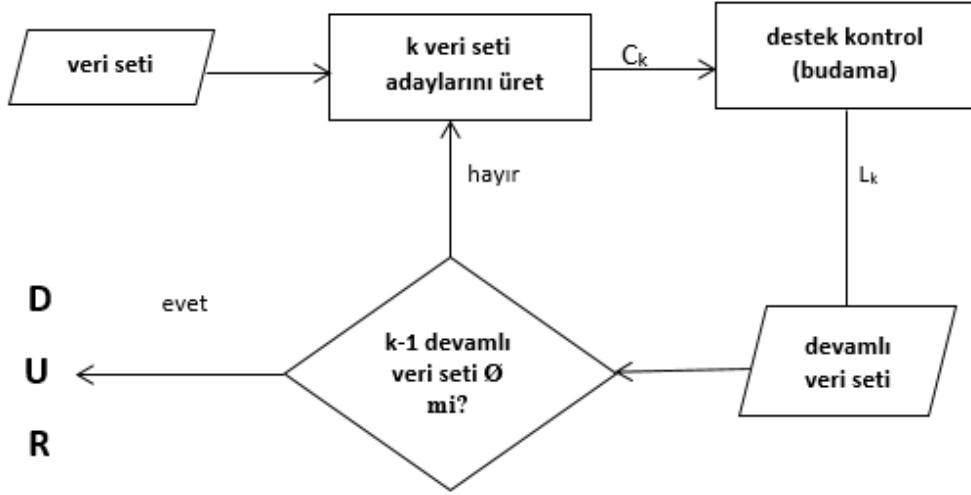 veri seti
k veri seti
adaylarını üret
Ck
destek kontrol
(budama)
hayır
Lk
evet
D
U
R
k-1 devamlı
veri seti Ø
mi?
devamlı
veri seti